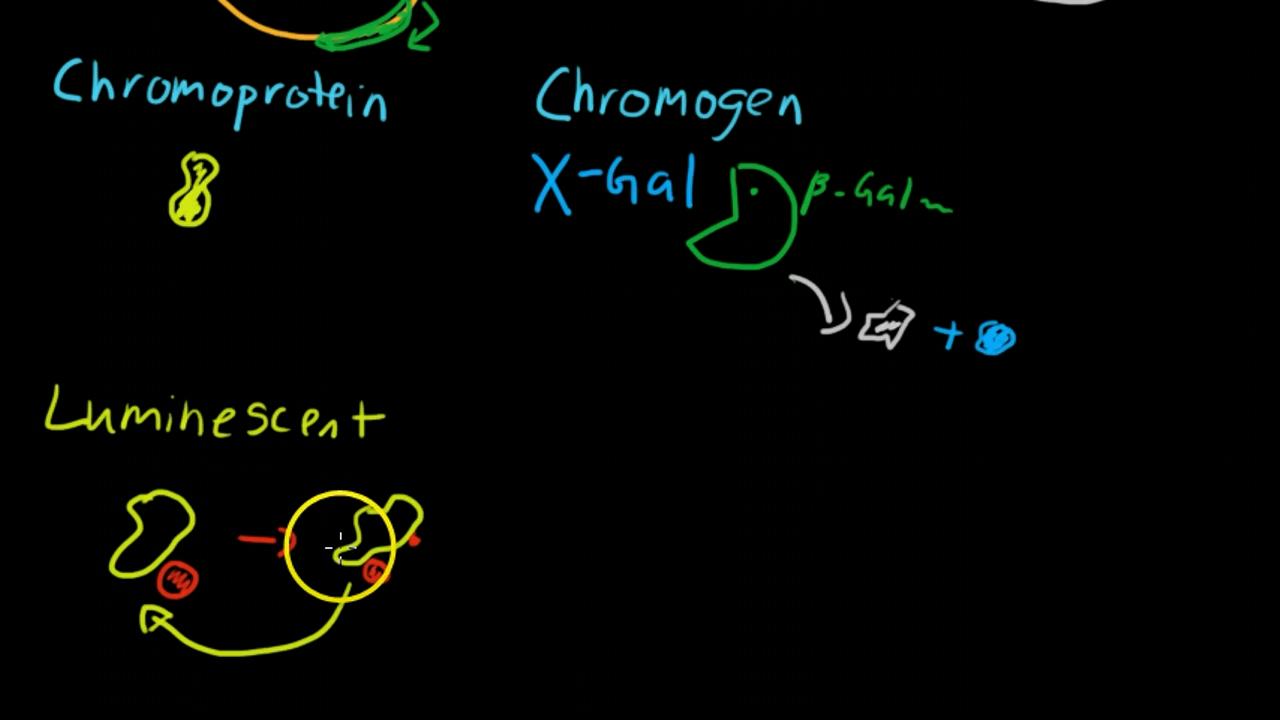 Chromoprotein
Chromogen
X-Gal
β-Gal
+
Luminescent